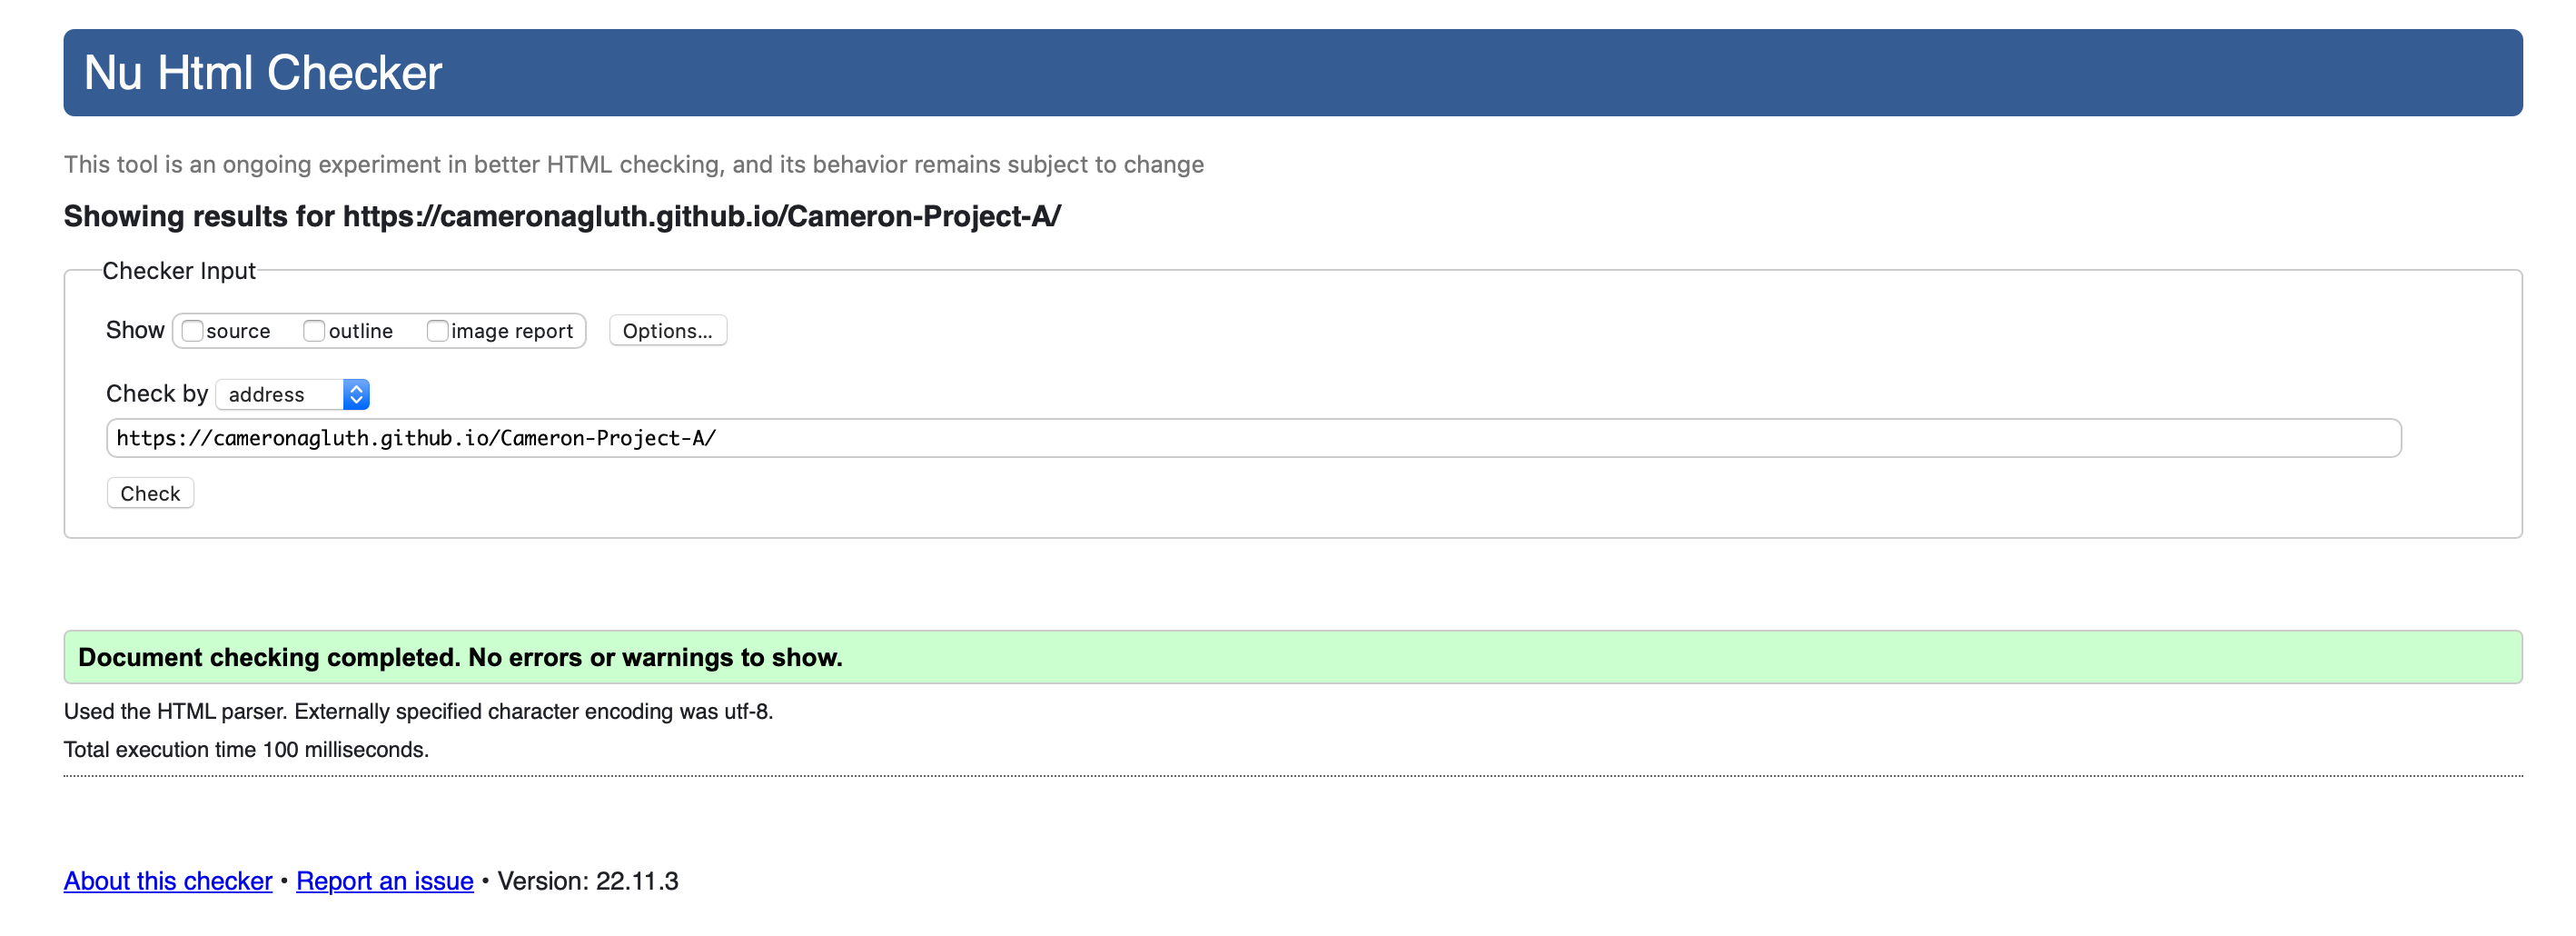 Nu Html Checker
This tool is an ongoing experiment in better HTML checking, and its behavior remains subject to change
Showing results for https://cameronagluth.github.io/Cameron-Project-A/
Checker Input
Show source outline image report Options...
Check by address
https://cameronagluth.github.io/Cameron-Project-A/
Check
Document checking completed. No errors or warnings to show.
Used the HTML parser. Externally specified character encoding was utf-8.
Total execution time 100 milliseconds.
About this checker • Report an issue • Version: 22.11.3